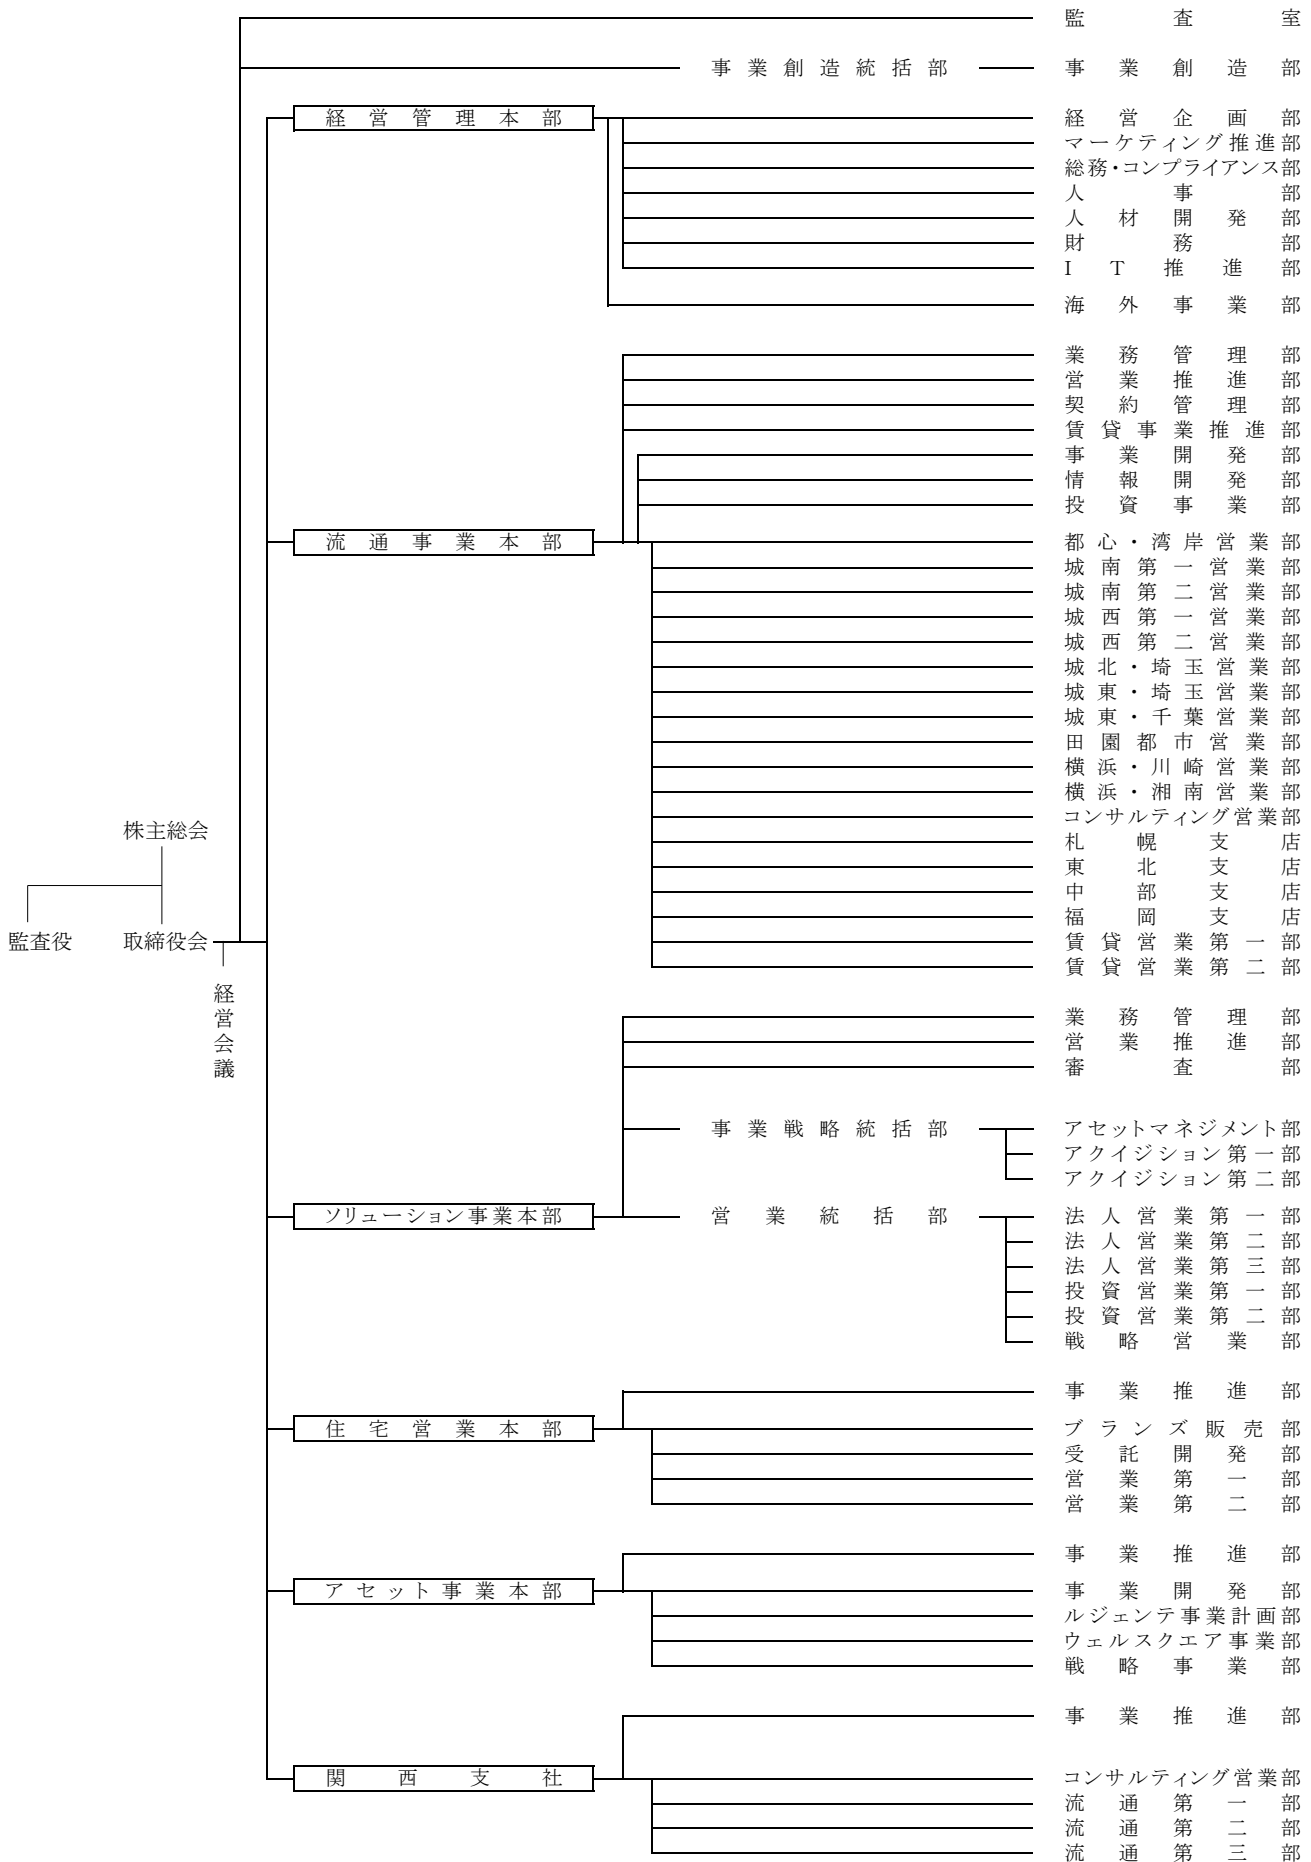 監査室
事業創造統括部 事業創造部
経営管理本部 経営企画部
マーケティング推進部
総務・コンプライアンス部
人事部
人材開発部
財務部
IT推進部
海外事業部
業務管理部
営業推進部
契約管理部
賃貸事業推進部
事業開発部
情報開発部
投資事業部
流通事業本部 都心・湾岸営業部
城南第一営業部
城南第二営業部
城西第一営業部
城西第二営業部
城北・埼玉営業部
城東・埼玉営業部
城東・千葉営業部
田園都市営業部
横浜・川崎営業部
横浜・湘南営業部
コンサルティング営業部
株主総会
札幌支店
東北支店
中部支店
福岡支店
監査役 取締役会 賃貸営業第一部
賃貸営業第二部
経営会議
業務管理部
営業推進部
審査部
事業戦略統括部 アセットマネジメント部
アクイジション第一部
アクイジション第二部
ソリューション事業本部 営業統括部 法人営業第一部
法人営業第二部
法人営業第三部
投資営業第一部
投資営業第二部
戦略営業部
事業推進部
住宅営業本部 ブランズ販売部
受託開発部
営業第一部
営業第二部
事業推進部
アセット事業本部 事業開発部
ルジェンテ事業計画部
ウェルスクエア事業部
戦略事業部
事業推進部
関西支社 コンサルティング営業部
流通第一部
流通第二部
流通第三部